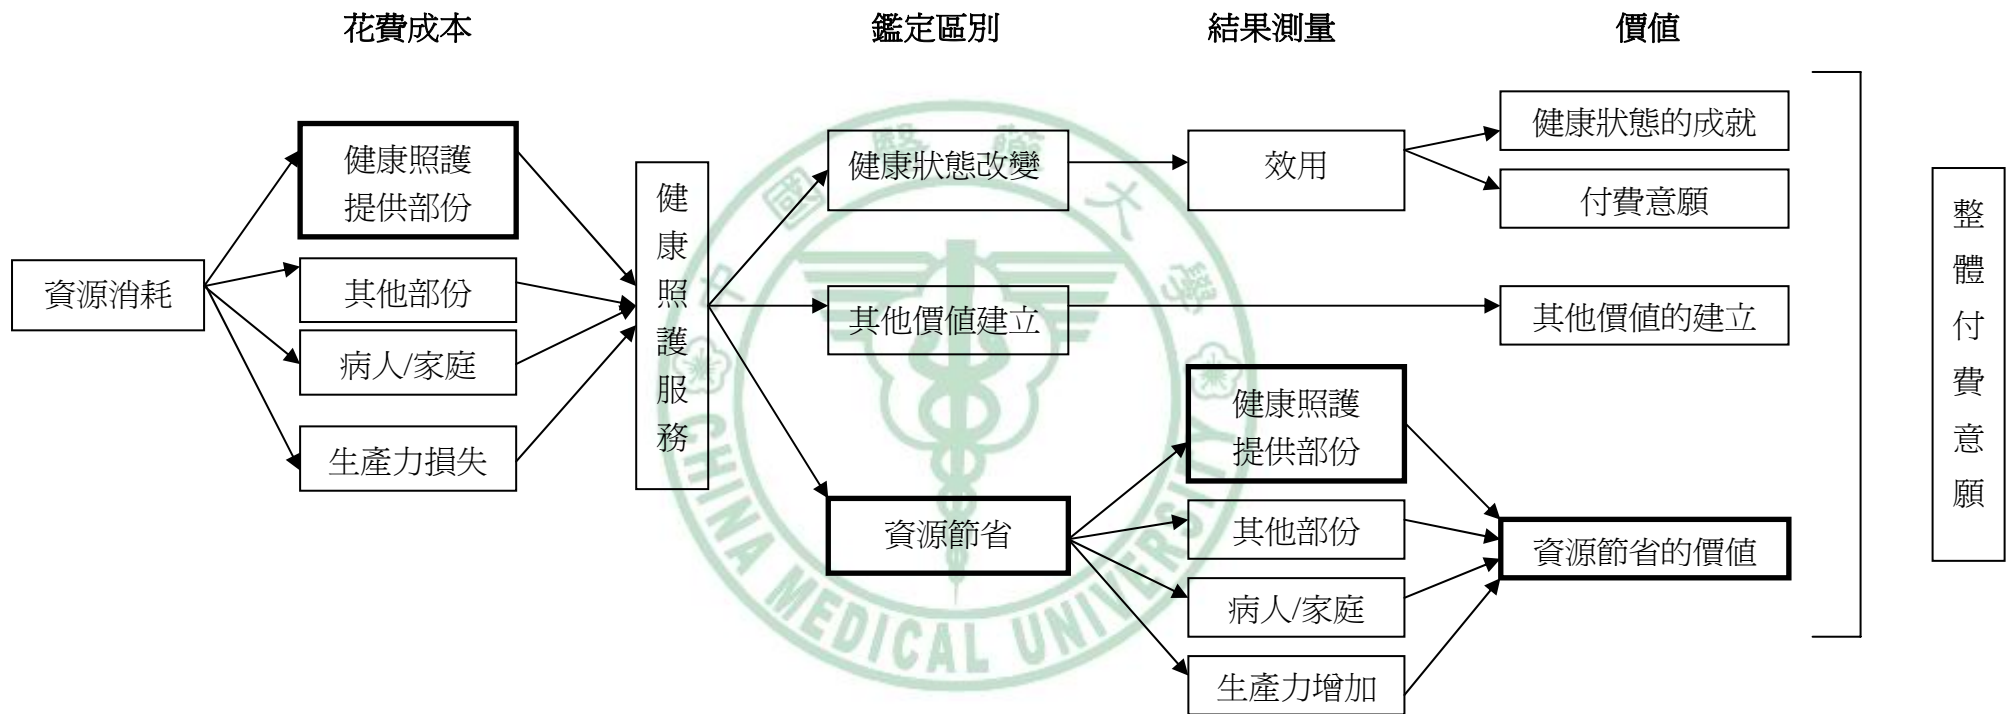 花費成本
鑑定區別
結果測量
價值
資源消耗
健康照護
提供部份
其他部份
病人/家庭
生產力損失
健康照護服務
健康狀態改變
其他價值建立
資源節省
效用
健康照護
提供部份
其他部份
病人/家庭
生產力增加
健康狀態的成就
付費意願
其他價值的建立
資源節省的價值
整體付費意願
中國醫藥大學
CHINA MEDICAL UNIVERSITY